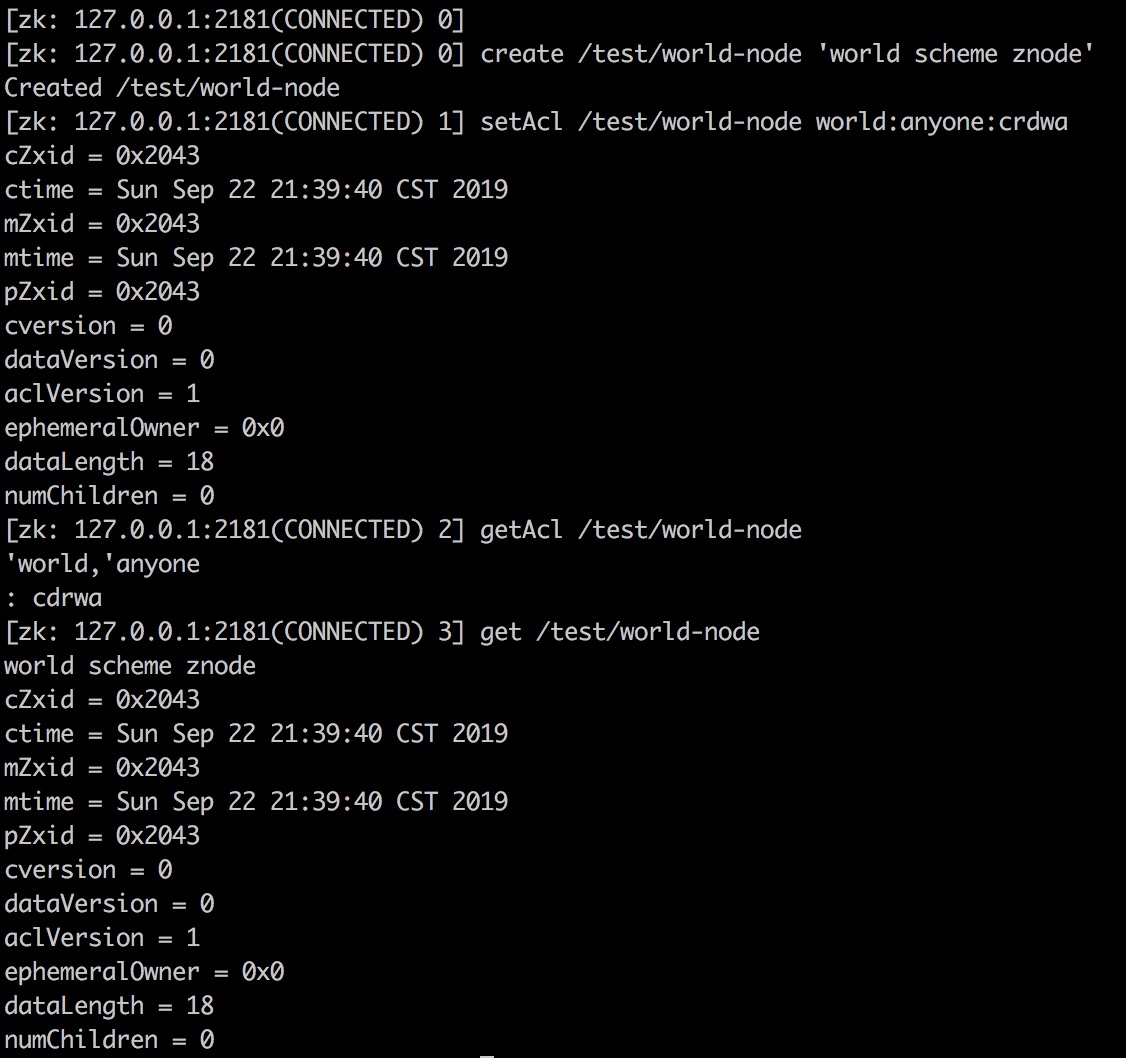 [zk: 127.0.0.1:2181(CONNECTED) 0]
[zk: 127.0.0.1:2181(CONNECTED) 0] create /test/world-node 'world scheme znode'
Created /test/world-node
[zk: 127.0.0.1:2181(CONNECTED) 1] setAcl /test/world-node world:anyone:crdwa
cZxid = 0x2043
ctime = Sun Sep 22 21:39:40 CST 2019
mZxid = 0x2043
mtime = Sun Sep 22 21:39:40 CST 2019
pZxid = 0x2043
cversion = 0
dataVersion = 0
aclVersion = 1
ephemeralOwner = 0x0
dataLength = 18
numChildren = 0
[zk: 127.0.0.1:2181(CONNECTED) 2] getAcl /test/world-node
'world,'anyone
: cdrwa
[zk: 127.0.0.1:2181(CONNECTED) 3] get /test/world-node
world scheme znode
cZxid = 0x2043
ctime = Sun Sep 22 21:39:40 CST 2019
mZxid = 0x2043
mtime = Sun Sep 22 21:39:40 CST 2019
pZxid = 0x2043
cversion = 0
dataVersion = 0
aclVersion = 1
ephemeralOwner = 0x0
dataLength = 18
numChildren = 0